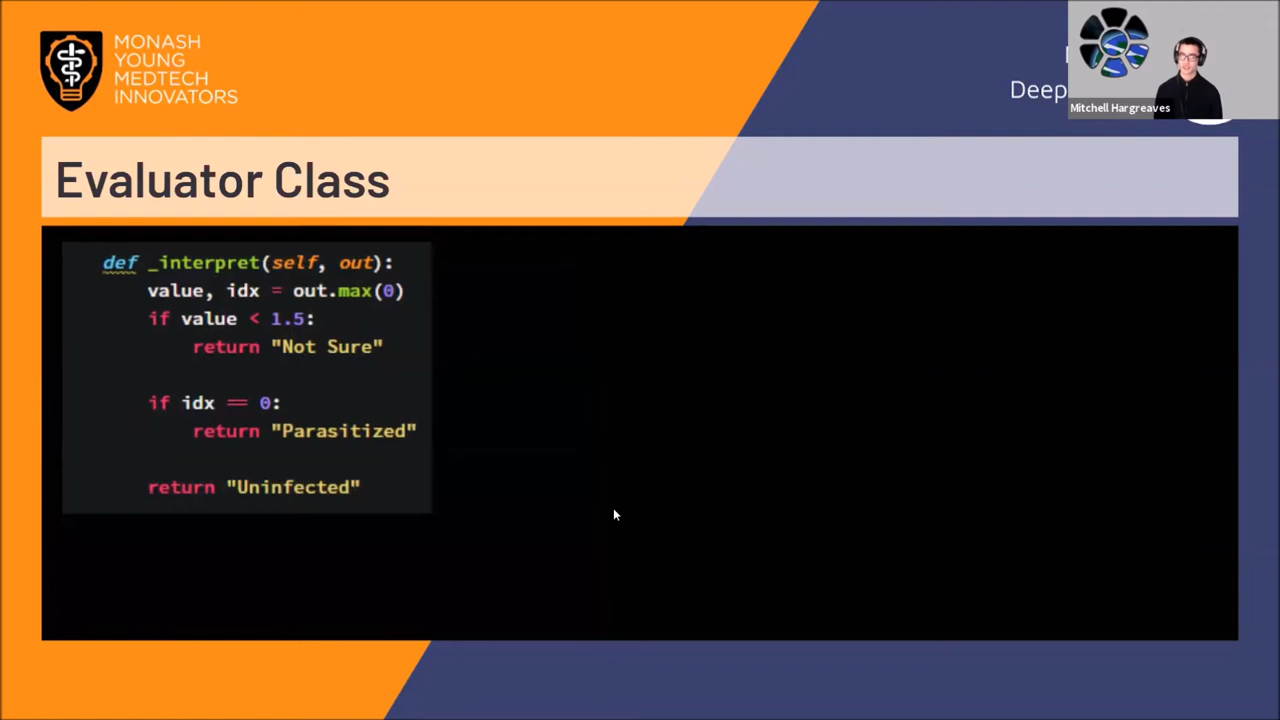 MONASH
YOUNG
MEDTECH
INNOVATORS
Deep
Mitchell Hargreaves
Evaluator Class
def _interpret(self, out):
value, idx = out.max(0)
if value < 1.5:
return "Not Sure"
if idx == 0:
return "Parasitized"
return "Uninfected"